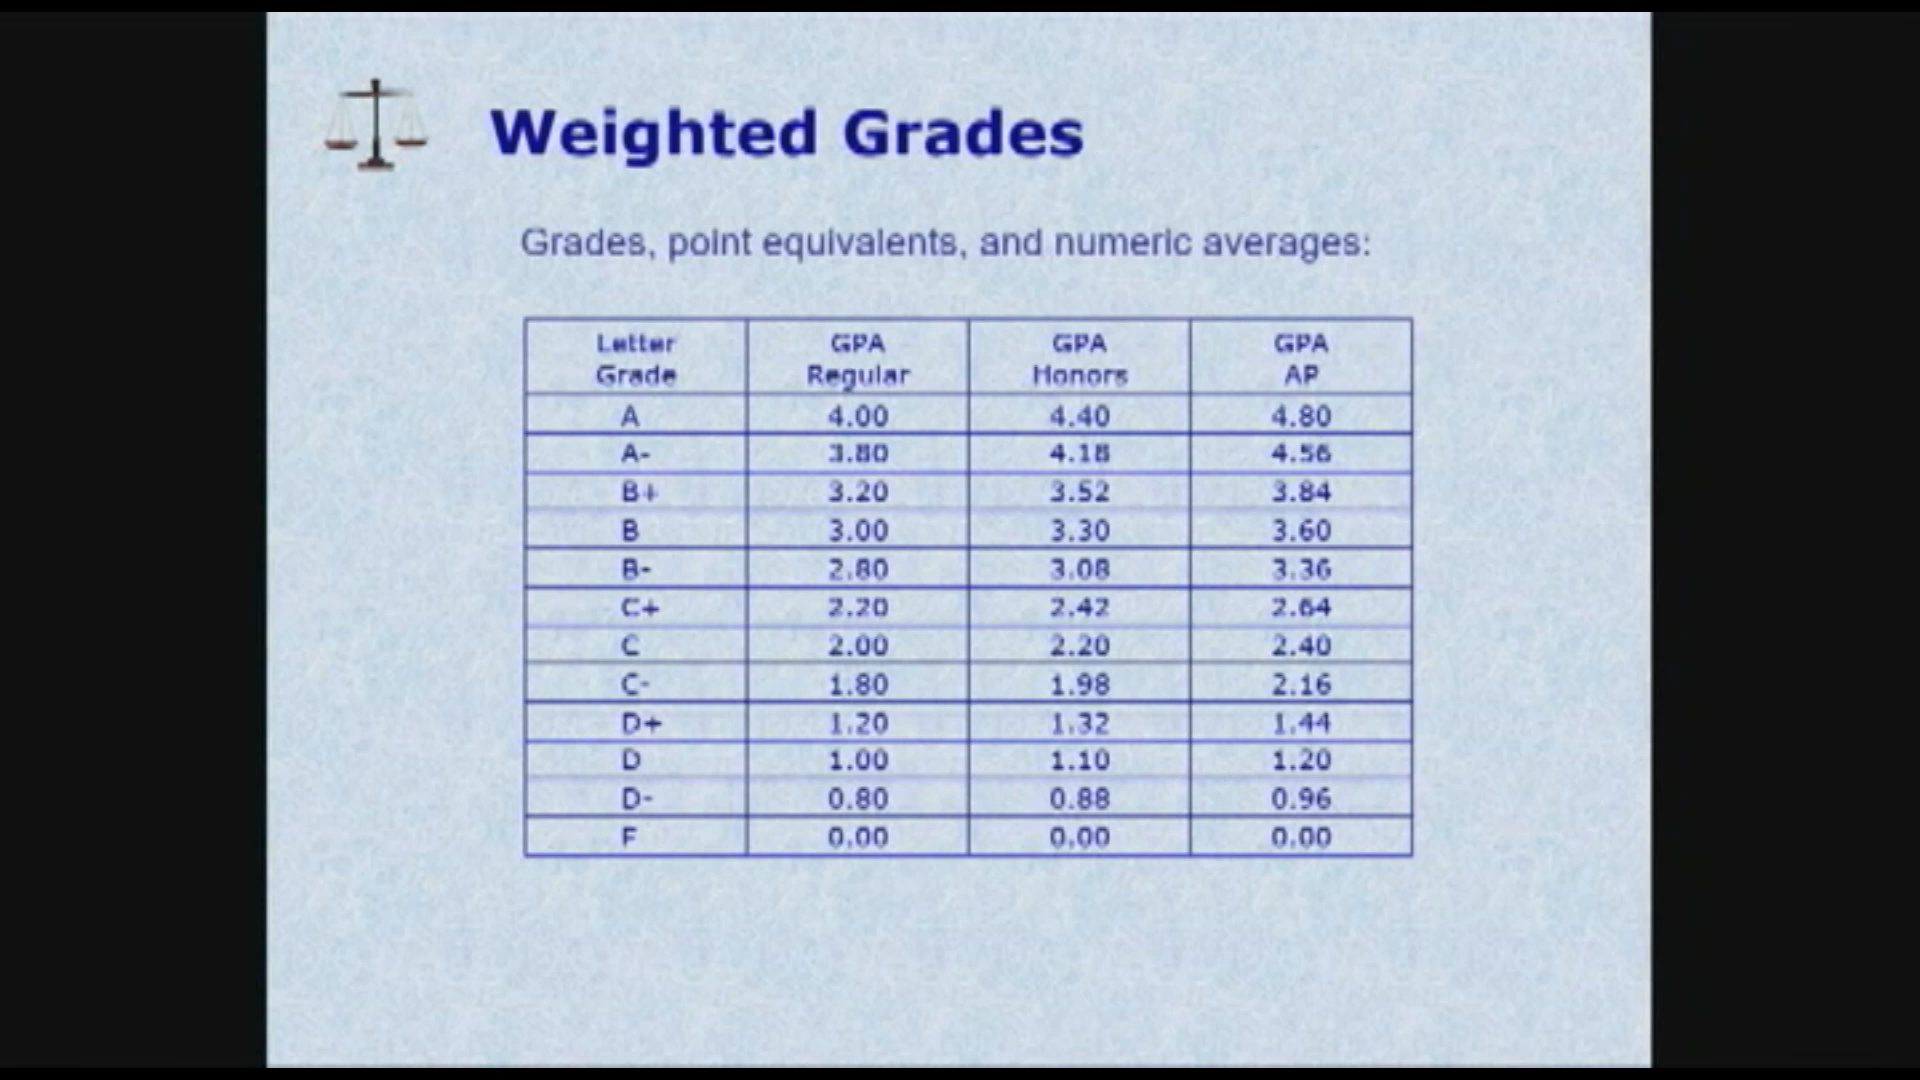 Weighted Grades
Grades, point equivalents, and numeric averages:
Letter Grade GPA Regular GPA Honors GPA AP
A 4.00 4.40 4.80
A- 3.80 4.18 4.56
B+ 3.20 3.52 3.84
B 3.00 3.30 3.60
B- 2.80 3.08 3.36
C+ 2.20 2.42 2.64
C 2.00 2.20 2.40
C- 1.80 1.98 2.16
D+ 1.20 1.32 1.44
D 1.00 1.10 1.20
D- 0.80 0.88 0.96
F 0.00 0.00 0.00